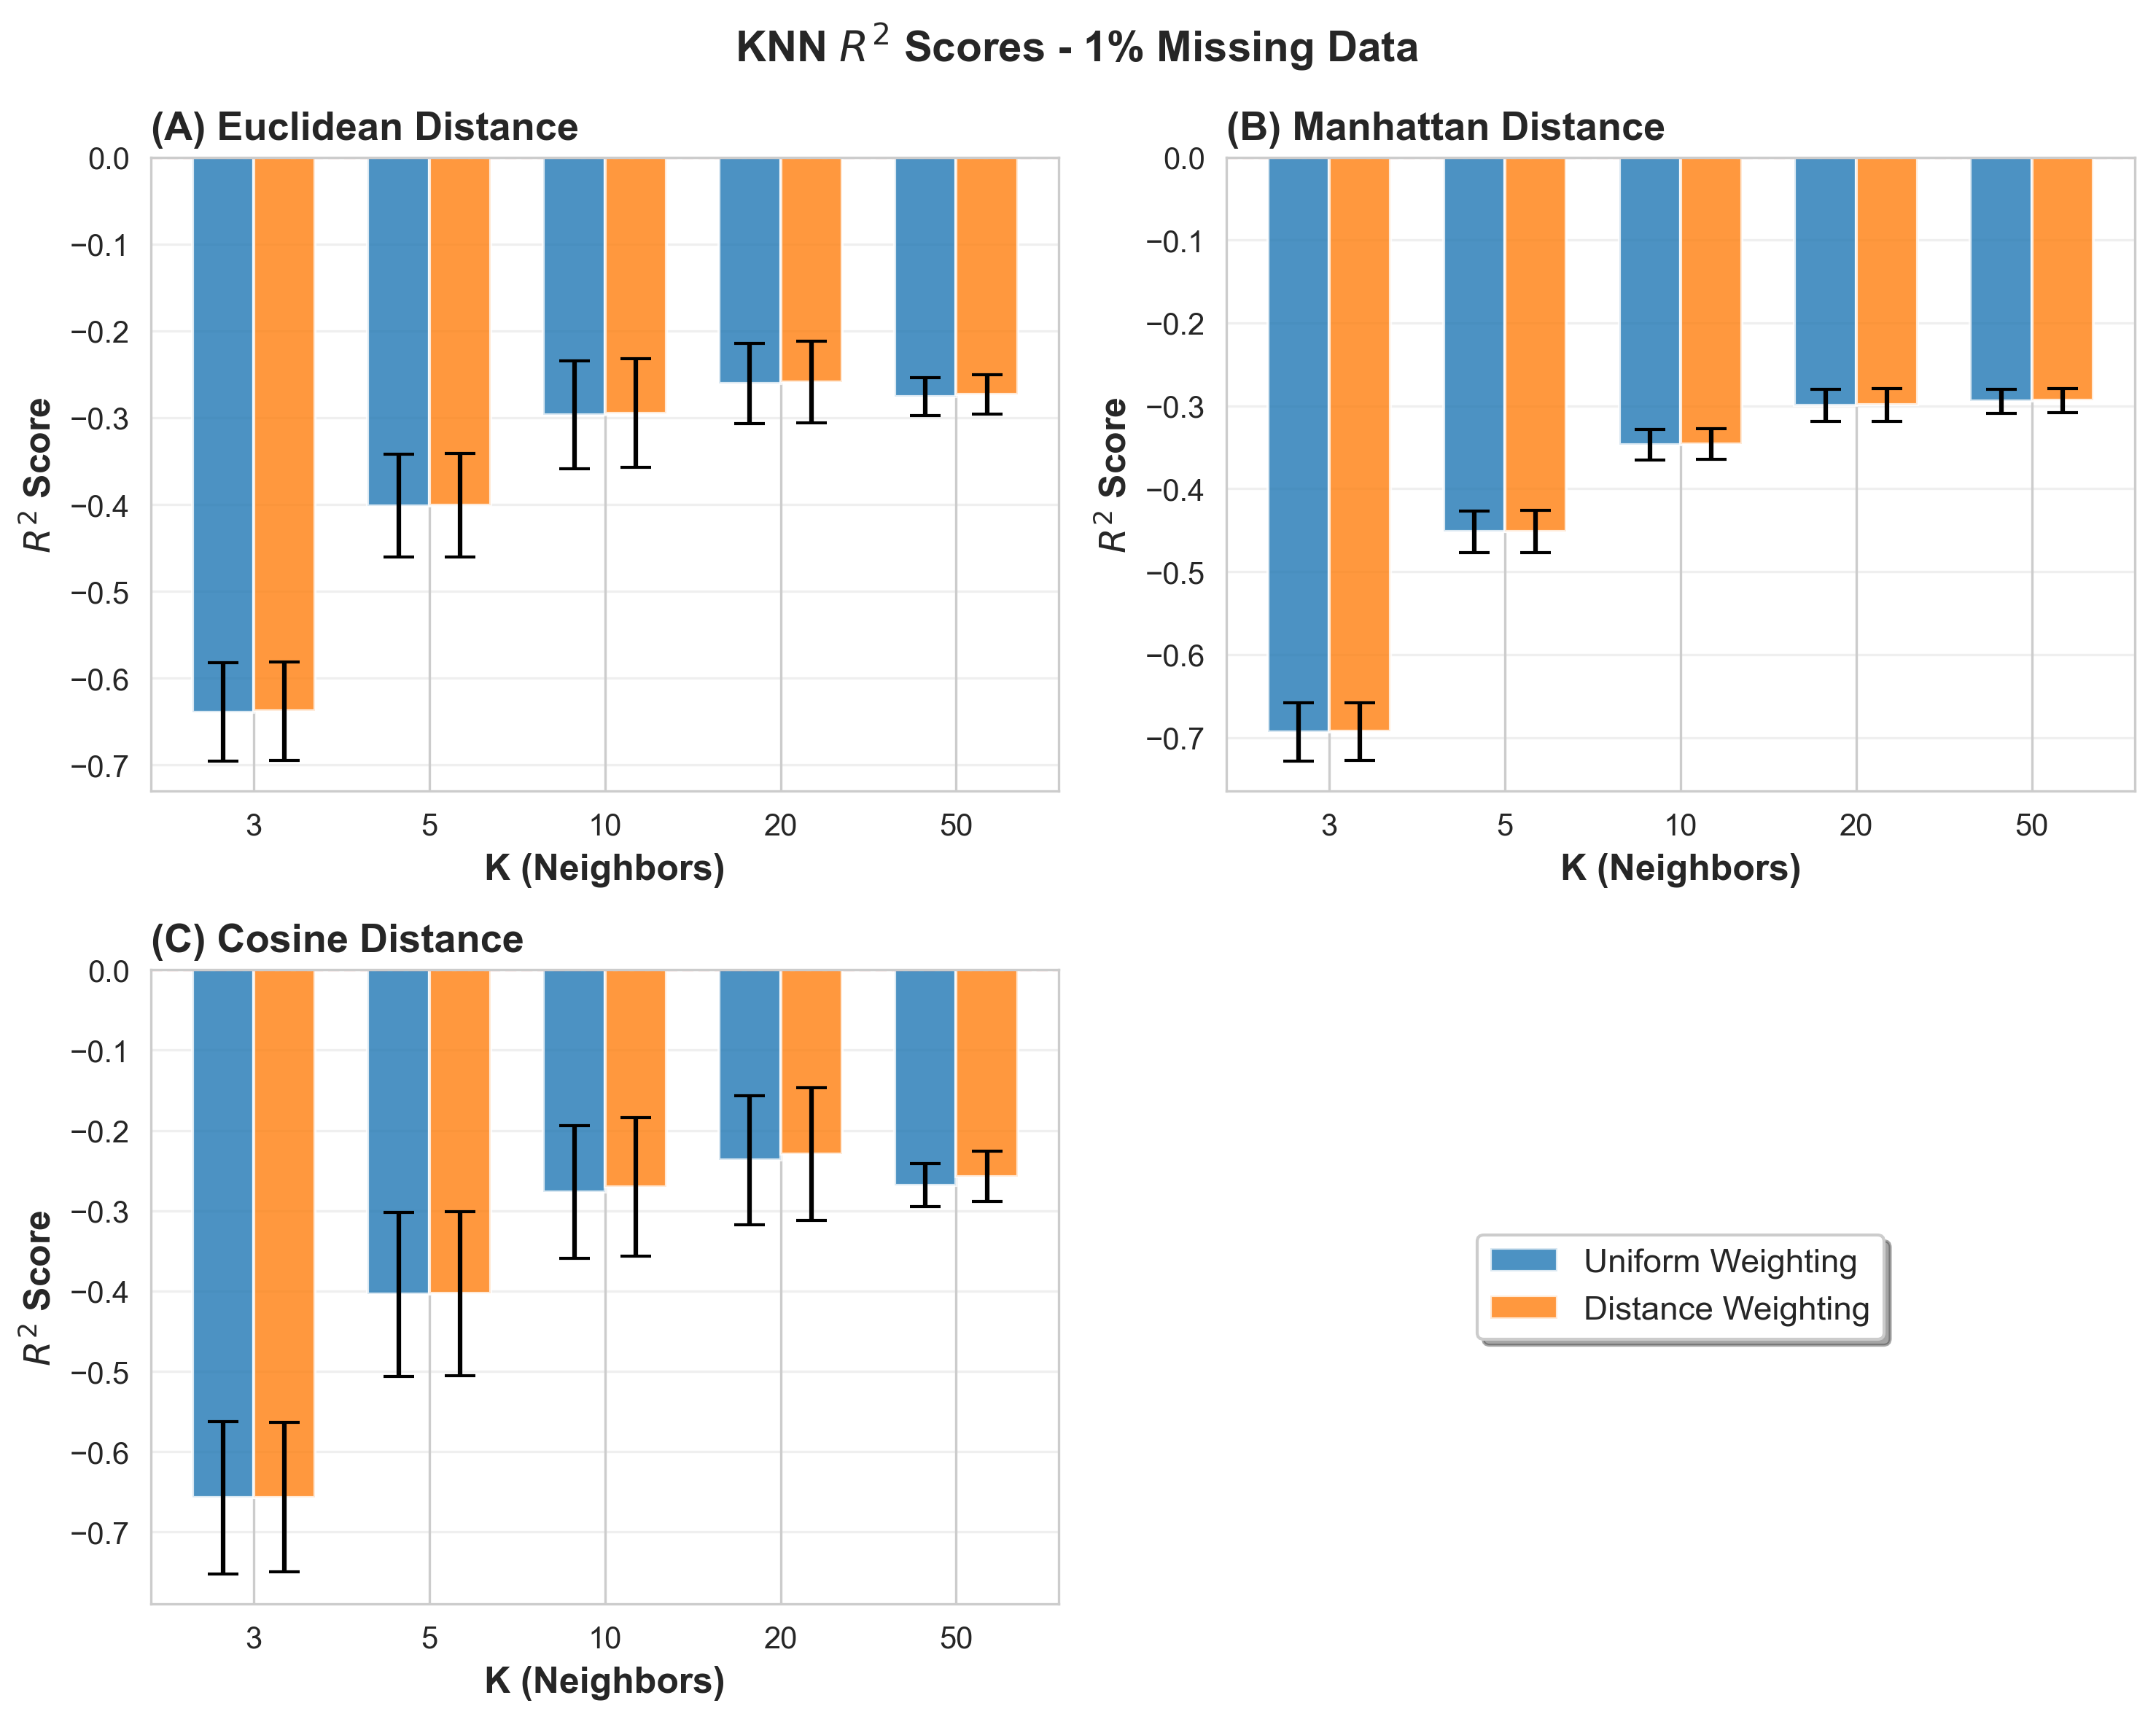 KNN R² Scores - 1% Missing Data
(A) Euclidean Distance
0.0
−0.1
−0.2
−0.3
−0.4
−0.5
−0.6
−0.7
R² Score
3 5 10 20 50
K (Neighbors)
(B) Manhattan Distance
0.0
−0.1
−0.2
−0.3
−0.4
−0.5
−0.6
−0.7
R² Score
3 5 10 20 50
K (Neighbors)
(C) Cosine Distance
0.0
−0.1
−0.2
−0.3
−0.4
−0.5
−0.6
−0.7
R² Score
3 5 10 20 50
K (Neighbors)
Uniform Weighting
Distance Weighting